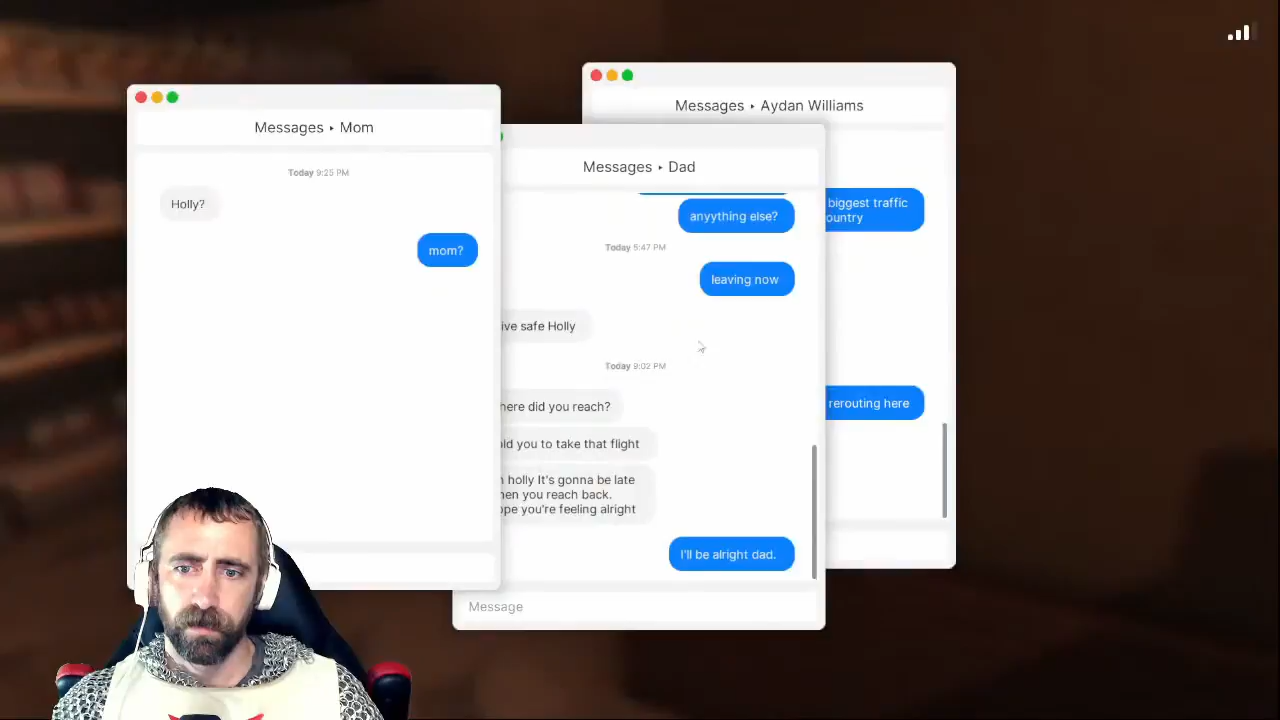 Messages ▸ Mom
Today 9:25 PM
Holly?
mom?
Messages ▸ Dad
anyything else?
Today 5:47 PM
leaving now
ive safe Holly
Today 9:02 PM
here did you reach?
old you to take that flight
holly It's gonna be late
hen you reach back.
ope you're feeling alright
I'll be alright dad.
Message
Messages ▸ Aydan Williams
biggest traffic
ountry
rerouting here